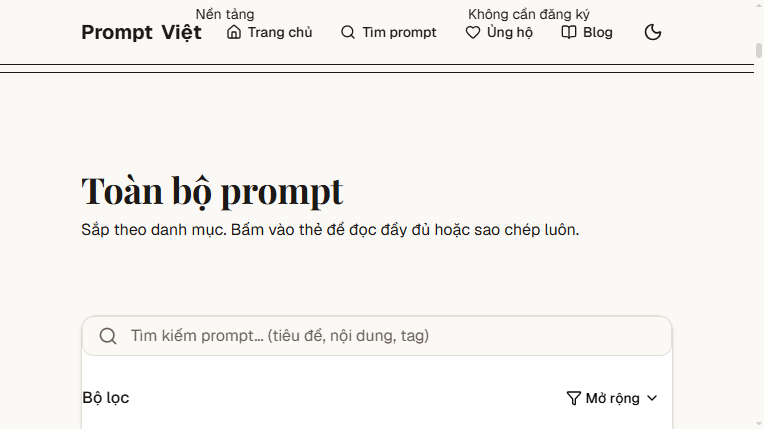 Nền tảng
Không cần đăng ký
Prompt Việt
Trang chủ
Tìm prompt
Ủng hộ
Blog
Toàn bộ prompt
Sắp theo danh mục. Bấm vào thẻ để đọc đầy đủ hoặc sao chép luôn.
Tìm kiếm prompt... (tiêu đề, nội dung, tag)
Bộ lọc
Mở rộng